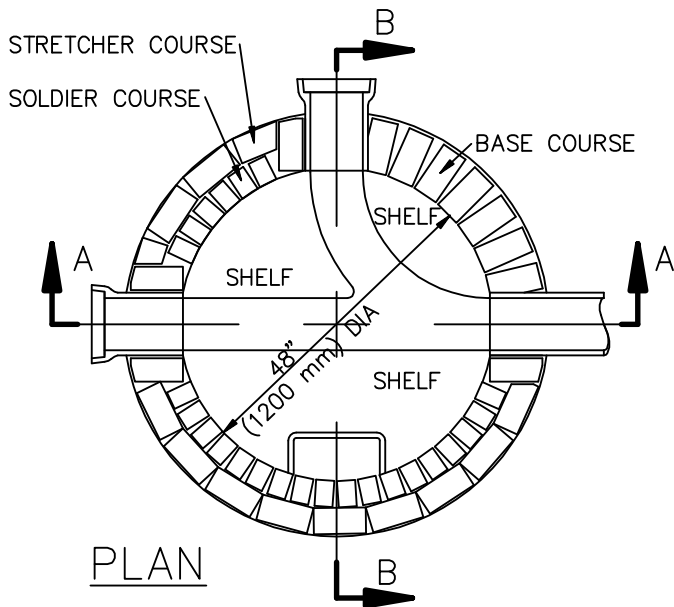 B
STRETCHER COURSE
SOLDIER COURSE
BASE COURSE
SHELF
A
SHELF
A
48"
(1200 mm) DIA
SHELF
PLAN
B